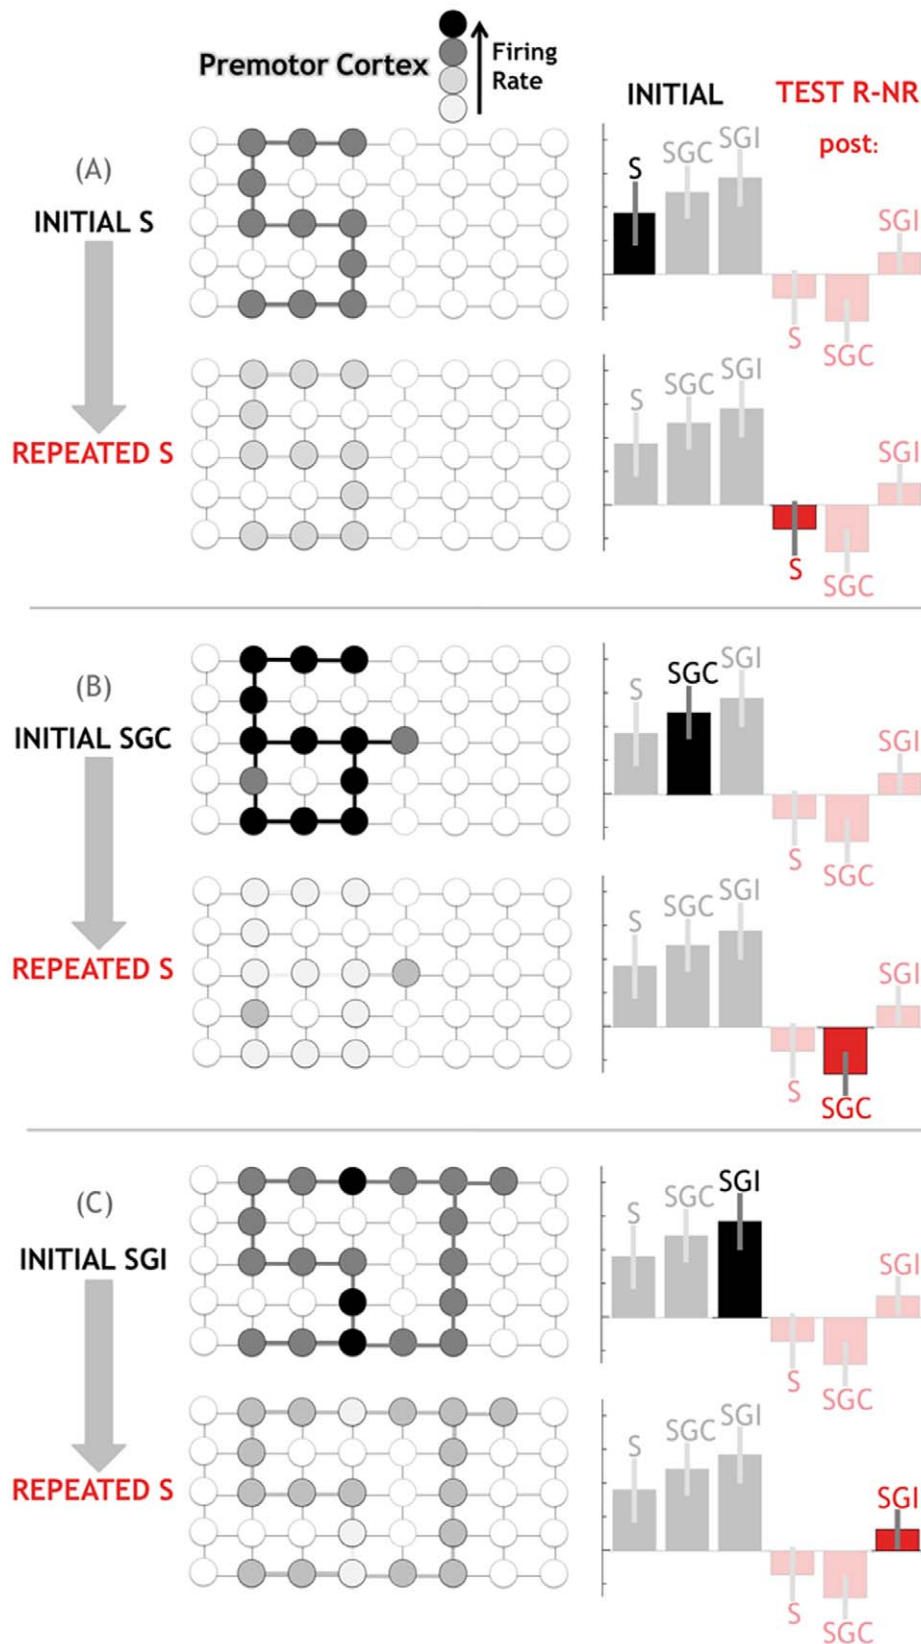 Premotor Cortex
Firing
Rate
INITIAL
TEST R-NR
post:
(A)
INITIAL S
REPEATED S
S
SGC
SGI
S
SGC
SGI
S
SGC
SGI
S
SGC
SGI
(B)
INITIAL SGC
REPEATED S
S
SGC
SGI
S
SGC
SGI
S
SGC
SGI
S
SGC
SGI
(C)
INITIAL SGI
REPEATED S
S
SGC
SGI
S
SGC
SGI
S
SGC
SGI
S
SGC
SGI